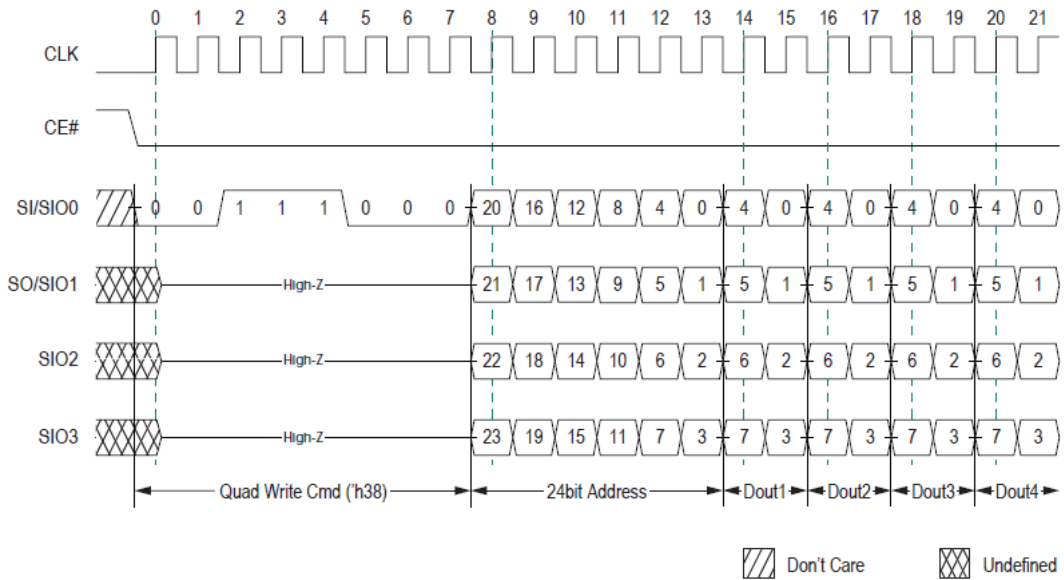 0 1 2 3 4 5 6 7 8 9 10 11 12 13 14 15 16 17 18 19 20 21
CLK
CE#
SI/SIO0 0 0 1 1 1 0 0 0 20 16 12 8 4 0 4 0 4 0 4 0 4 0
SO/SIO1 High-Z 21 17 13 9 5 1 5 1 5 1 5 1 5 1
SIO2 High-Z 22 18 14 10 6 2 6 2 6 2 6 2 6 2
SIO3 High-Z 23 19 15 11 7 3 7 3 7 3 7 3 7 3
Quad Write Cmd ('h38) 24bit Address Dout1 Dout2 Dout3 Dout4
Don't Care Undefined